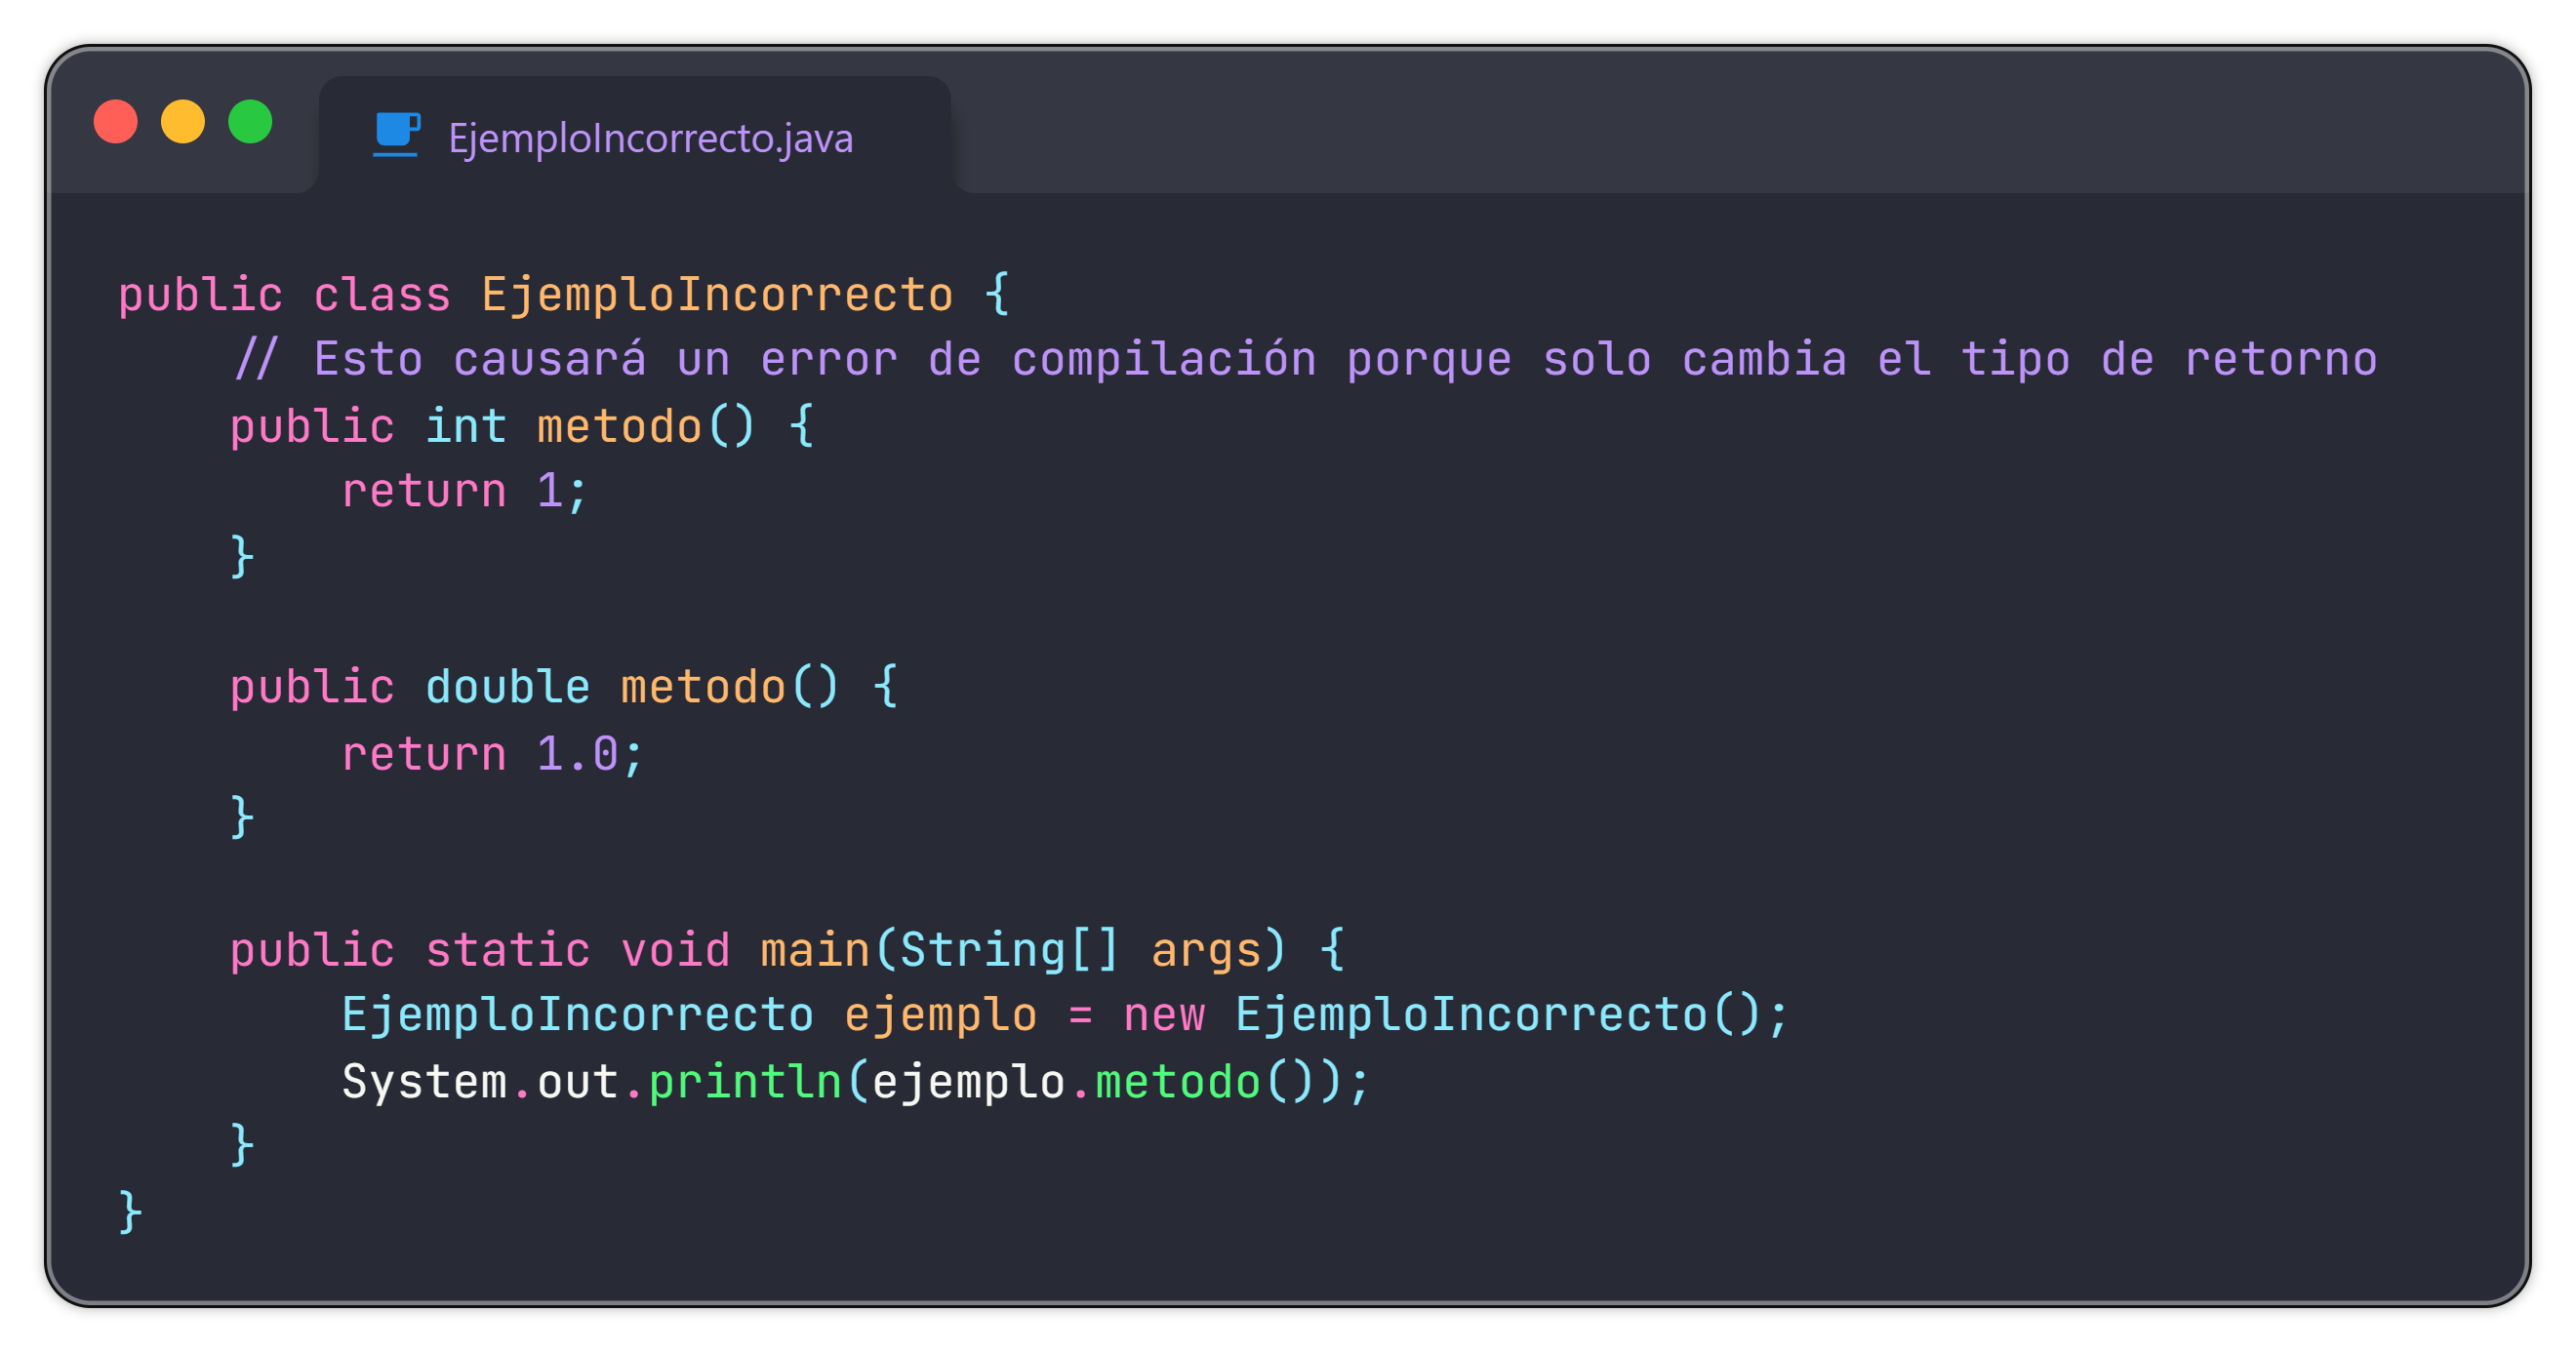 EjemploIncorrecto.java
public class EjemploIncorrecto {
    // Esto causará un error de compilación porque solo cambia el tipo de retorno
    public int metodo() {
        return 1;
    }

    public double metodo() {
        return 1.0;
    }

    public static void main(String[] args) {
        EjemploIncorrecto ejemplo = new EjemploIncorrecto();
        System.out.println(ejemplo.metodo());
    }
}